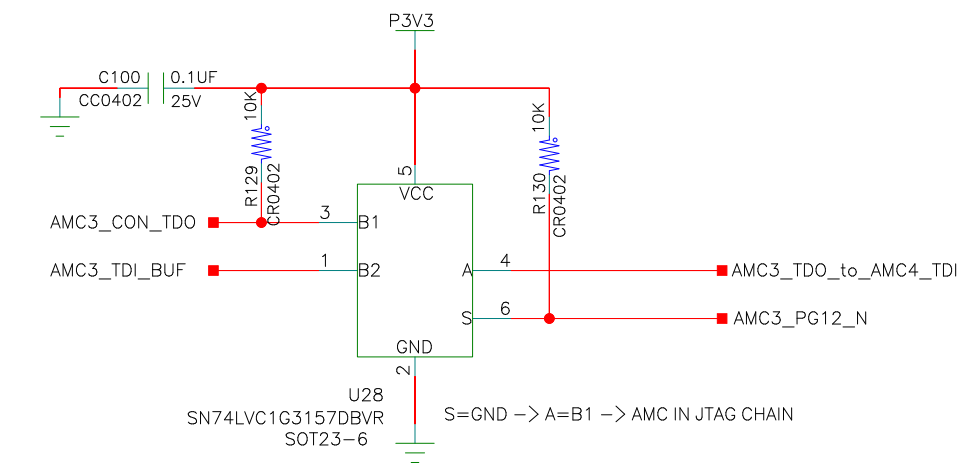 P3V3
C100
0.1UF
CC0402
25V
10K
R129
CR0402
10K
R130
CR0402
5
VCC
AMC3_CON_TDO
3
B1
AMC3_TDI_BUF
1
B2
A
4
AMC3_TDO_to_AMC4_TDI
S
6
AMC3_PG12_N
GND
2
U28
SN74LVC1G3157DBVR
SOT23-6
S=GND -> A=B1 -> AMC IN JTAG CHAIN